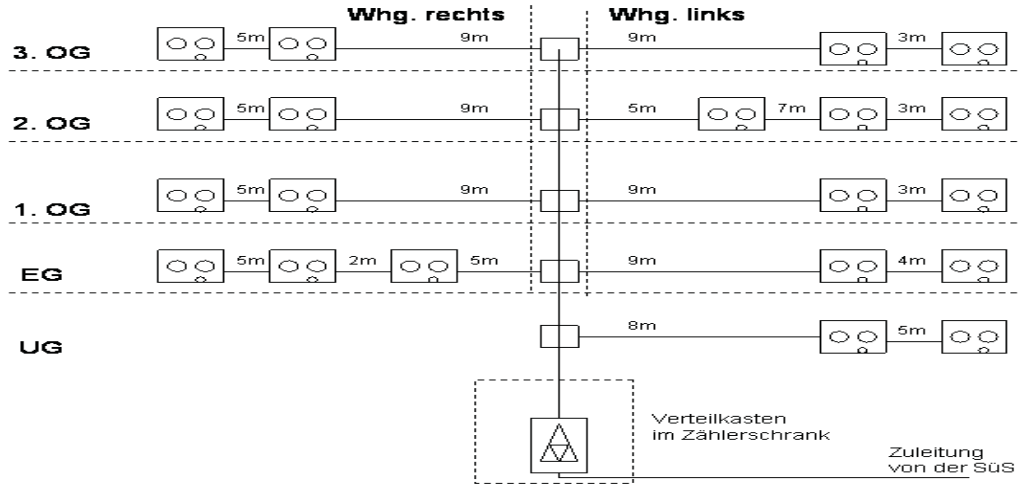 Whg. rechts Whg. links
3. OG 5m 9m 9m 3m
2. OG 5m 9m 5m 7m 3m
1. OG 5m 9m 9m 3m
EG 5m 2m 5m 9m 4m
UG 8m 5m
Verteilkasten
im Zählerschrank
Zuleitung
von der SüS